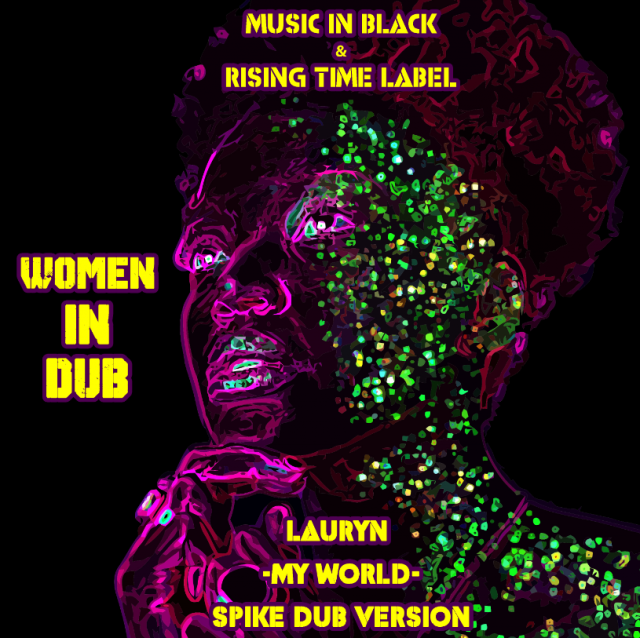 MUSIC IN BLACK
&
RISING TIME LABEL
WOMEN
IN
DUB
LAURYN
-MY WORLD-
SPIKE DUB VERSION